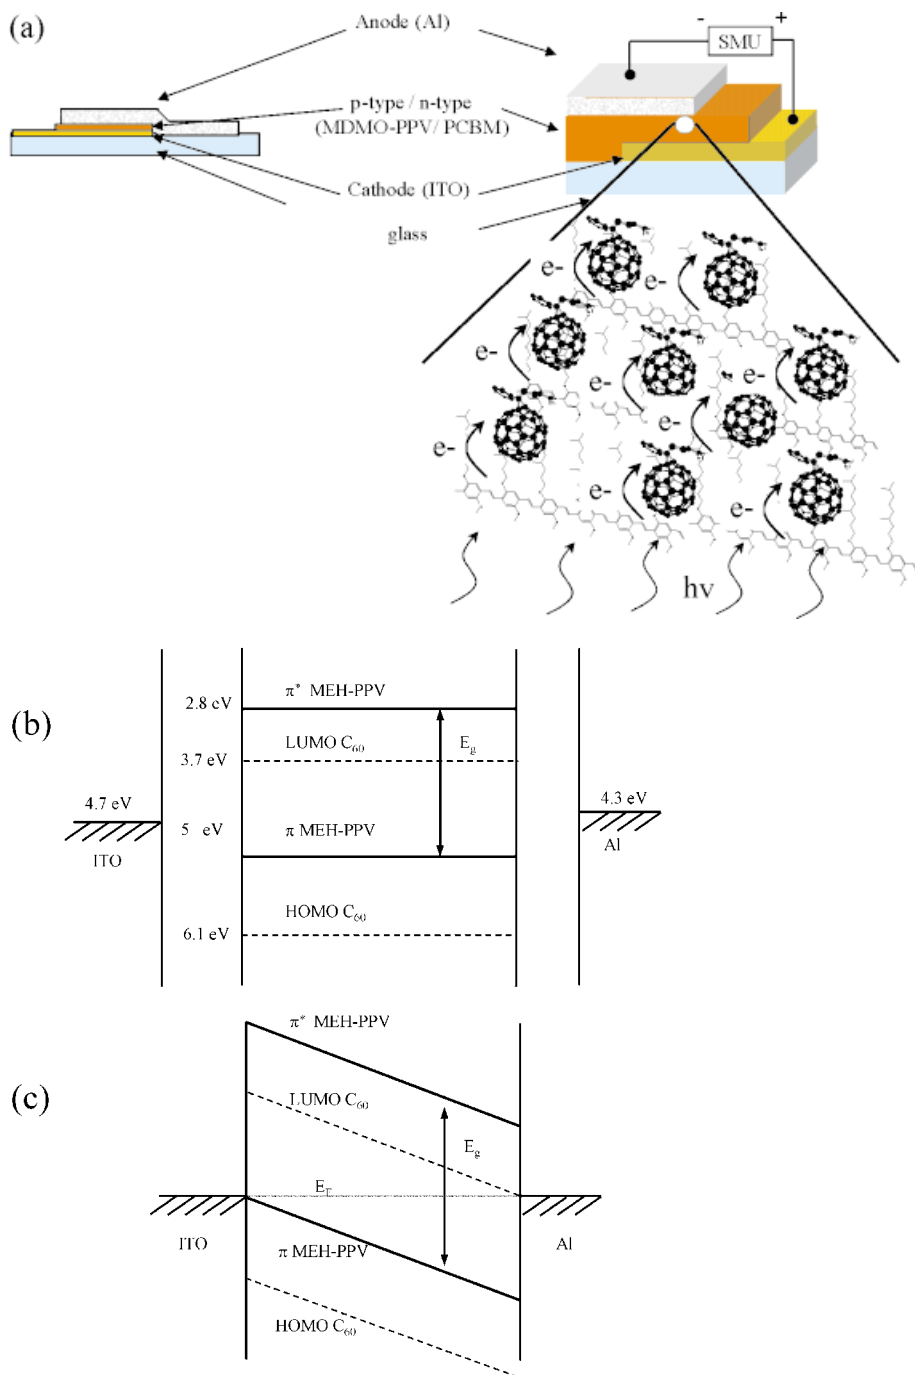 (a)
Anode (Al)
- +
SMU
p-type / n-type
(MDMO-PPV/ PCBM)
Cathode (ITO)
glass
e-
e-
e-
e-
e-
e-
e-
e-
e-
hν
(b)
π* MEH-PPV
2.8 eV
LUMO C60
Eg
3.7 eV
4.7 eV
4.3 eV
5 eV
π MEH-PPV
ITO
Al
HOMO C60
6.1 eV
(c)
π* MEH-PPV
LUMO C60
Eg
EF
ITO
π MEH-PPV
Al
HOMO C60